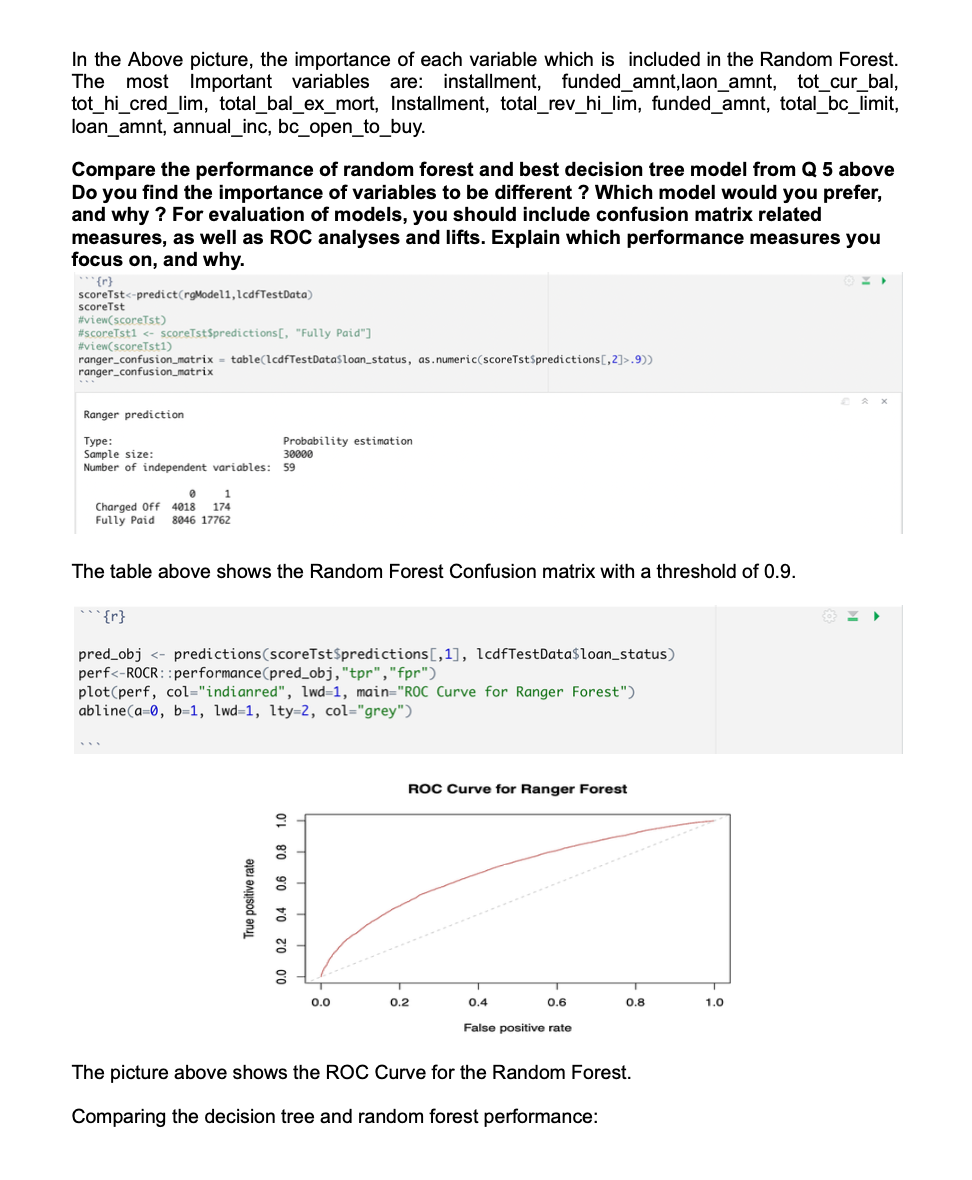 In the Above picture, the importance of each variable which is included in the Random Forest.
The most Important variables are: installment, funded_amnt,laon_amnt, tot_cur_bal,
tot_hi_cred_lim, total_bal_ex_mort, Installment, total_rev_hi_lim, funded_amnt, total_bc_limit,
loan_amnt, annual_inc, bc_open_to_buy.
Compare the performance of random forest and best decision tree model from Q 5 above
Do you find the importance of variables to be different ? Which model would you prefer,
and why ? For evaluation of models, you should include confusion matrix related
measures, as well as ROC analyses and lifts. Explain which performance measures you
focus on, and why.
```{r}
scoreTst<-predict(rgModel1,lcdfTestData)
scoreTst
#view(scoreTst)
#scoreTst1 <- scoreTst$predictions[, "Fully Paid"]
#view(scoreTst1)
ranger_confusion_matrix = table(lcdfTestData$loan_status, as.numeric(scoreTst$predictions[,2]>.9))
ranger_confusion_matrix
```
Ranger prediction
Type: Probability estimation
Sample size: 30000
Number of independent variables: 59
0 1
Charged Off 4018 174
Fully Paid 8046 17762
The table above shows the Random Forest Confusion matrix with a threshold of 0.9.
```{r}
pred_obj <- predictions(scoreTst$predictions[,1], lcdfTestData$loan_status)
perf<-ROCR::performance(pred_obj,"tpr","fpr")
plot(perf, col="indianred", lwd=1, main="ROC Curve for Ranger Forest")
abline(a=0, b=1, lwd=1, lty=2, col="grey")
```
ROC Curve for Ranger Forest
True positive rate
1.0
0.8
0.6
0.4
0.2
0.0
0.0 0.2 0.4 0.6 0.8 1.0
False positive rate
The picture above shows the ROC Curve for the Random Forest.
Comparing the decision tree and random forest performance: